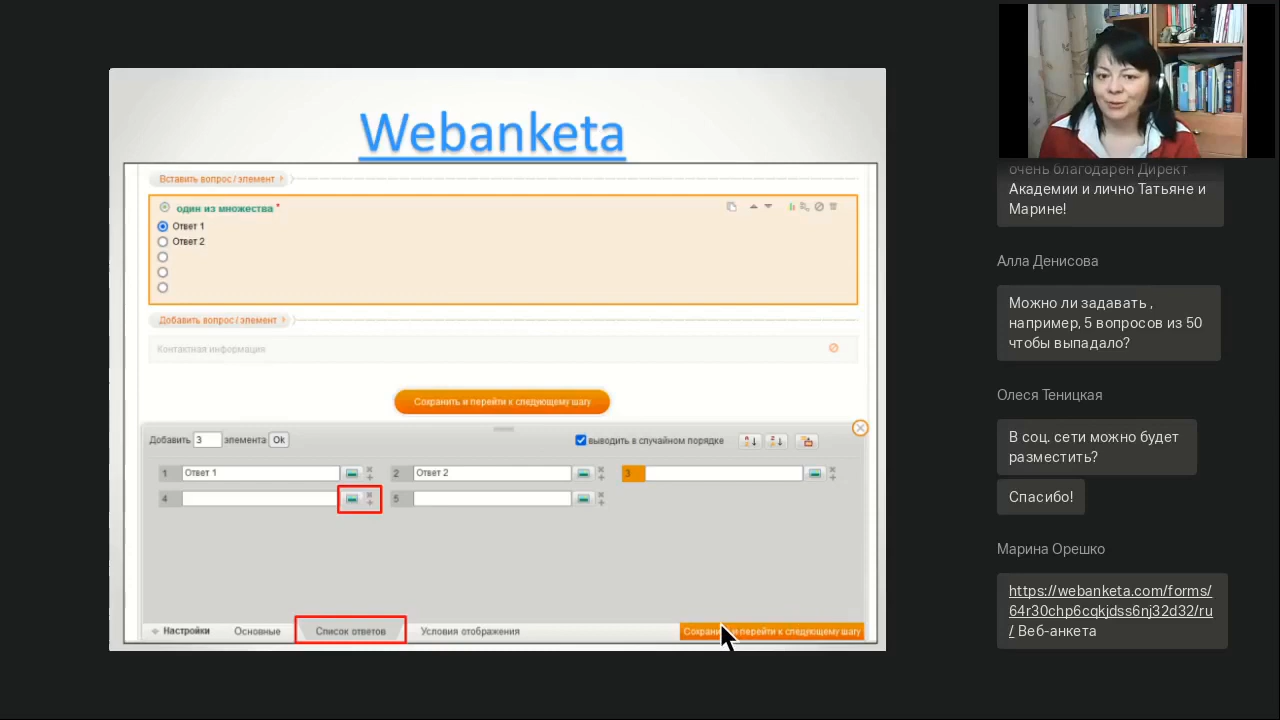 Webanketa
Вставить вопрос / элемент
один из множества *
Ответ 1
Ответ 2
Добавить вопрос / элемент
Контактная информация
Сохранить и перейти к следующему шагу
Добавить 3 элемента Ok
выводить в случайном порядке
1 Ответ 1
2 Ответ 2
3
4
5
Настройки
Основные
Список ответов
Условия отображения
Сохранить и перейти к следующему шагу
очень благодарен Директ
Академии и лично Татьяне и
Марине!
Алла Денисова
Можно ли задавать ,
например, 5 вопросов из 50
чтобы выпадало?
Олеся Теницкая
В соц. сети можно будет
разместить?
Спасибо!
Марина Орешко
https://webanketa.com/forms/
64r30chp6cqkjdss6nj32d32/ru
/ Веб-анкета